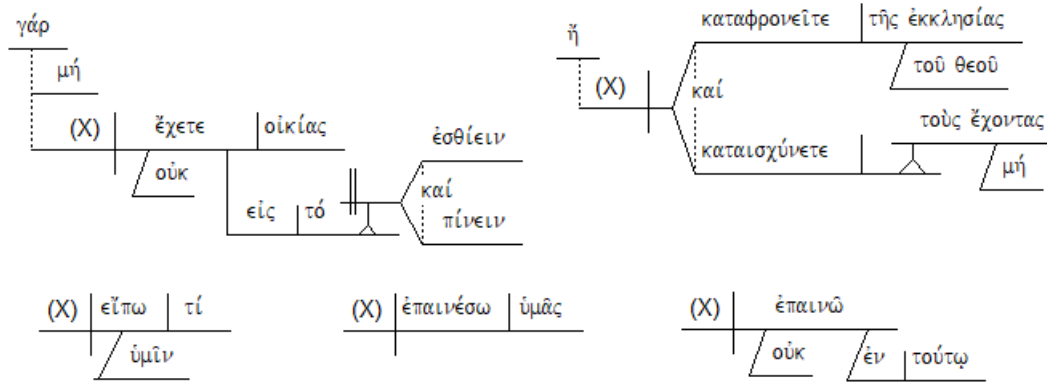 γάρ
μή
(X) ἔχετε οἰκίας
οὐκ
εἰς τό
ἐσθίειν
καί
πίνειν
ἤ
(X)
καταφρονεῖτε τῆς ἐκκλησίας
τοῦ θεοῦ
καί
καταισχύνετε
τοὺς ἔχοντας
μή
(X) εἴπω τί
ὑμῖν
(X) ἐπαινέσω ὑμᾶς
(X) ἐπαινῶ
οὐκ
ἐν τούτῳ